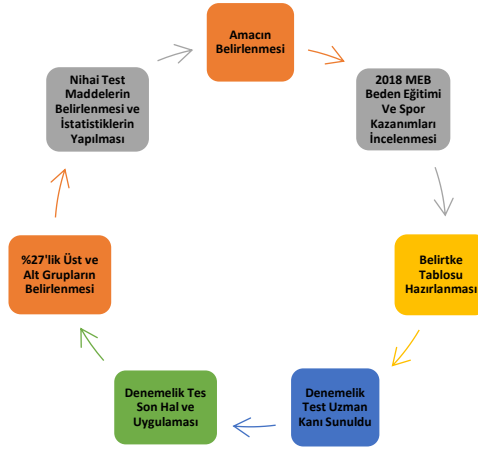 Amacın
Belirlenmesi
2018 MEB
Beden Eğitimi
Ve Spor
Kazanımları
İncelenmesi
Belirtke
Tablosu
Hazırlanması
Denemelik
Test Uzman
Kanı Sunuldu
Denemelik Tes
Son Hal ve
Uygulaması
%27'lik Üst ve
Alt Grupların
Belirlenmesi
Nihai Test
Maddelerin
Belirlenmesi ve
İstatistiklerin
Yapılması